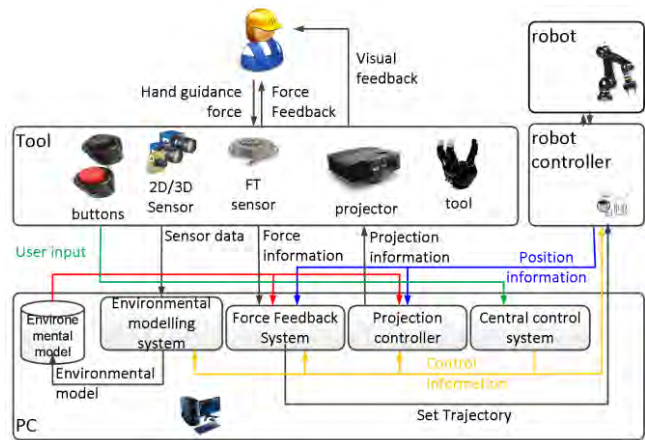 robot
Visual
feedback
Hand guidance
force
Force
Feedback
Tool
robot
controller
buttons
2D/3D
Sensor
FT
sensor
projector
tool
User input
Sensor data
Force
information
Projection
information
Position
information
Environe
mental
model
Environmental
modelling
system
Force Feedback
System
Projection
controller
Central control
system
Environmental
model
Control
information
Set Trajectory
PC